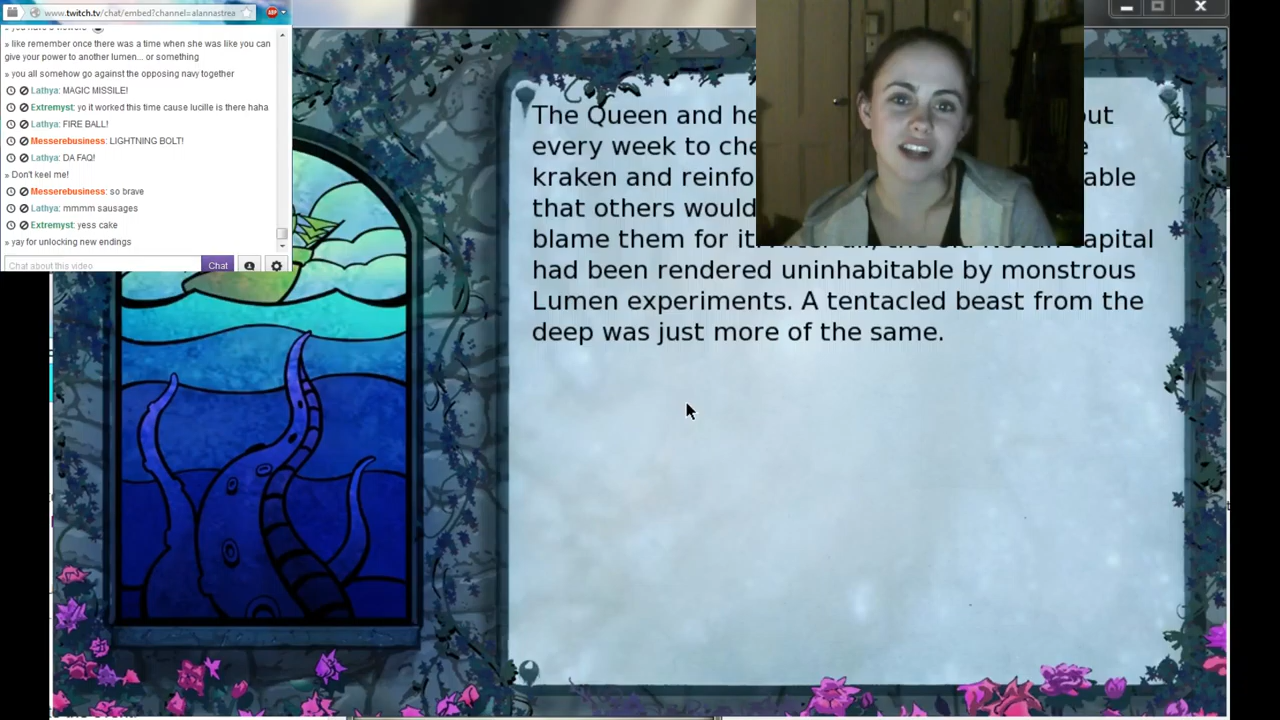 www.twitch.tv/chat/embed?channel=alannastrea
» like remember once there was a time when she was like you can
give your power to another lumen... or something
» you all somehow go against the opposing navy together
Lathya: MAGIC MISSILE!
Extremyst: yo it worked this time cause lucille is there haha
Lathya: FIRE BALL!
Messerebusiness: LIGHTNING BOLT!
Lathya: DA FAQ!
» Don't keel me!
Messerebusiness: so brave
Lathya: mmmm sausages
Extremyst: yess cake
» yay for unlocking new endings
Chat about this video
Chat
The Queen and
every week to
kraken and
that others would
blame them for it. capital
had been rendered uninhabitable by monstrous
Lumen experiments. A tentacled beast from the
deep was just more of the same.